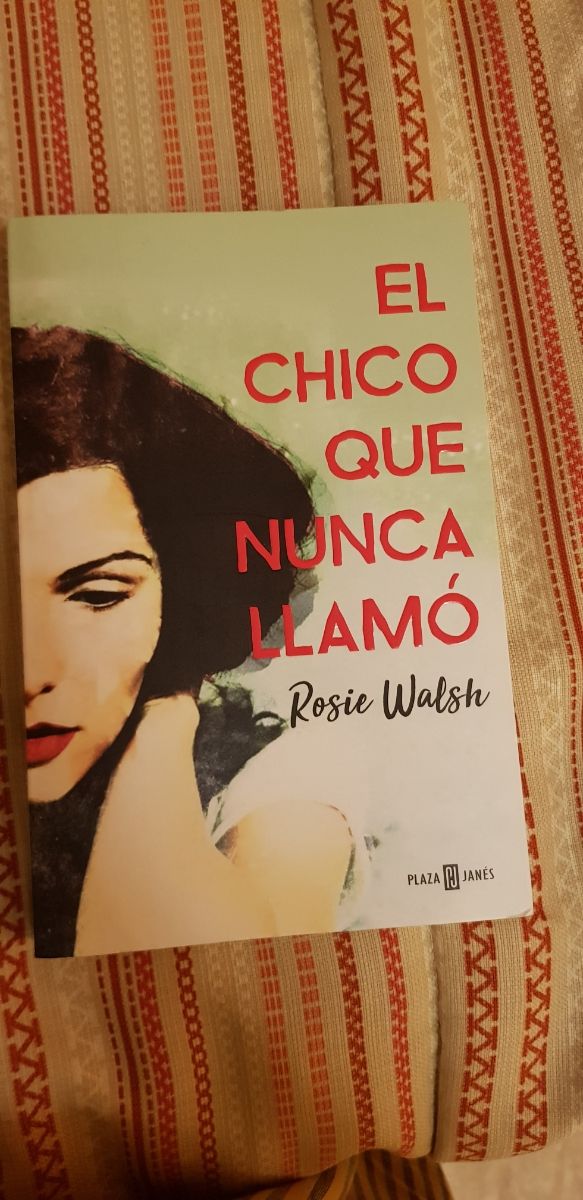 EL
CHICO
QUE
NUNCA
LLAMÓ
Rosie Walsh
PLAZA JANÉS